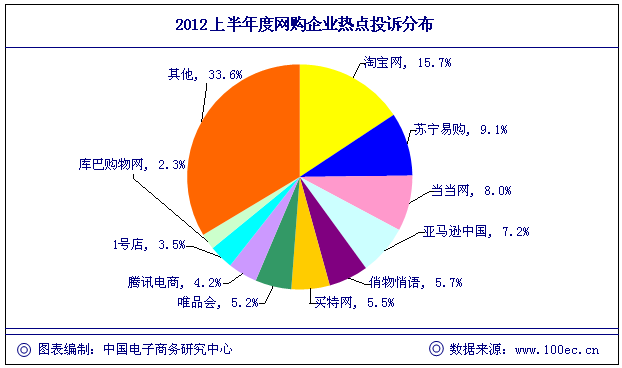 2012上半年度网购企业热点投诉分布
淘宝网, 15.7%
苏宁易购, 9.1%
当当网, 8.0%
亚马逊中国, 7.2%
俏物悄语, 5.7%
买特网, 5.5%
唯品会, 5.2%
腾讯电商, 4.2%
1号店, 3.5%
库巴购物网, 2.3%
其他, 33.6%
◎ 图表编制: 中国电子商务研究中心
◎ 数据来源: www.100ec.cn